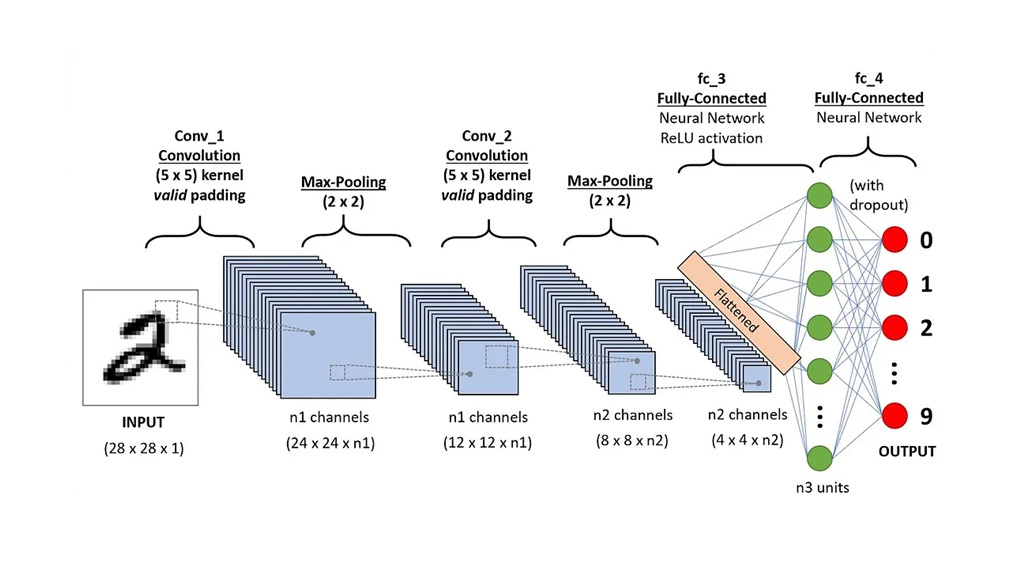 fc_3
Fully-Connected
Neural Network
ReLU activation
fc_4
Fully-Connected
Neural Network
Conv_1
Convolution
(5 x 5) kernel
valid padding
Max-Pooling
(2 x 2)
Conv_2
Convolution
(5 x 5) kernel
valid padding
Max-Pooling
(2 x 2)
(with
dropout)
Flattened
0
1
2
9
OUTPUT
2
INPUT
(28 x 28 x 1)
n1 channels
(24 x 24 x n1)
n1 channels
(12 x 12 x n1)
n2 channels
(8 x 8 x n2)
n2 channels
(4 x 4 x n2)
n3 units